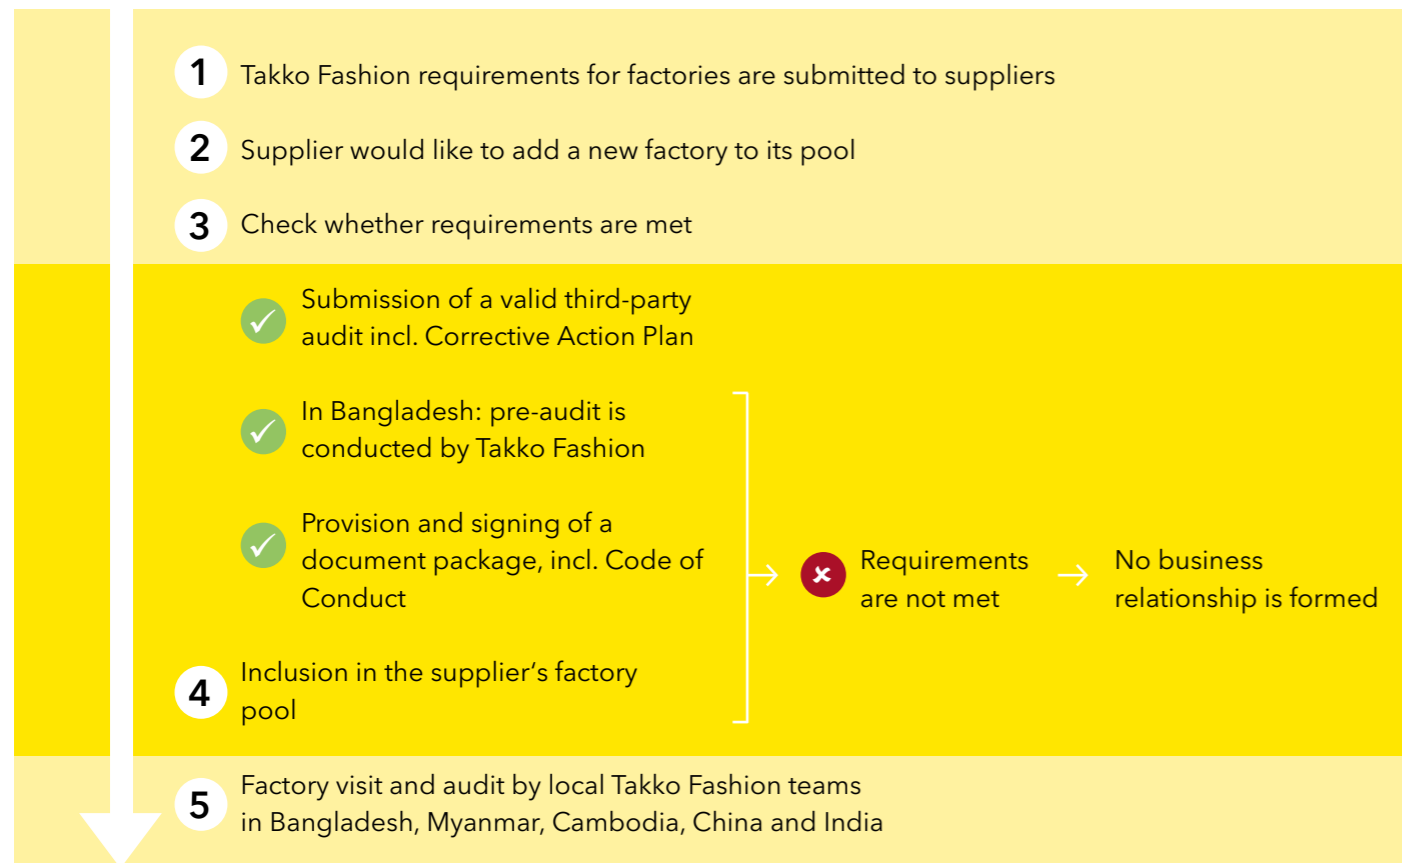 1 Takko Fashion requirements for factories are submitted to suppliers
2 Supplier would like to add a new factory to its pool
3 Check whether requirements are met
Submission of a valid third-party
audit incl. Corrective Action Plan
In Bangladesh: pre-audit is
conducted by Takko Fashion
Provision and signing of a
document package, incl. Code of
Conduct
Requirements
are not met
No business
relationship is formed
4 Inclusion in the supplier‘s factory
pool
5 Factory visit and audit by local Takko Fashion teams
in Bangladesh, Myanmar, Cambodia, China and India